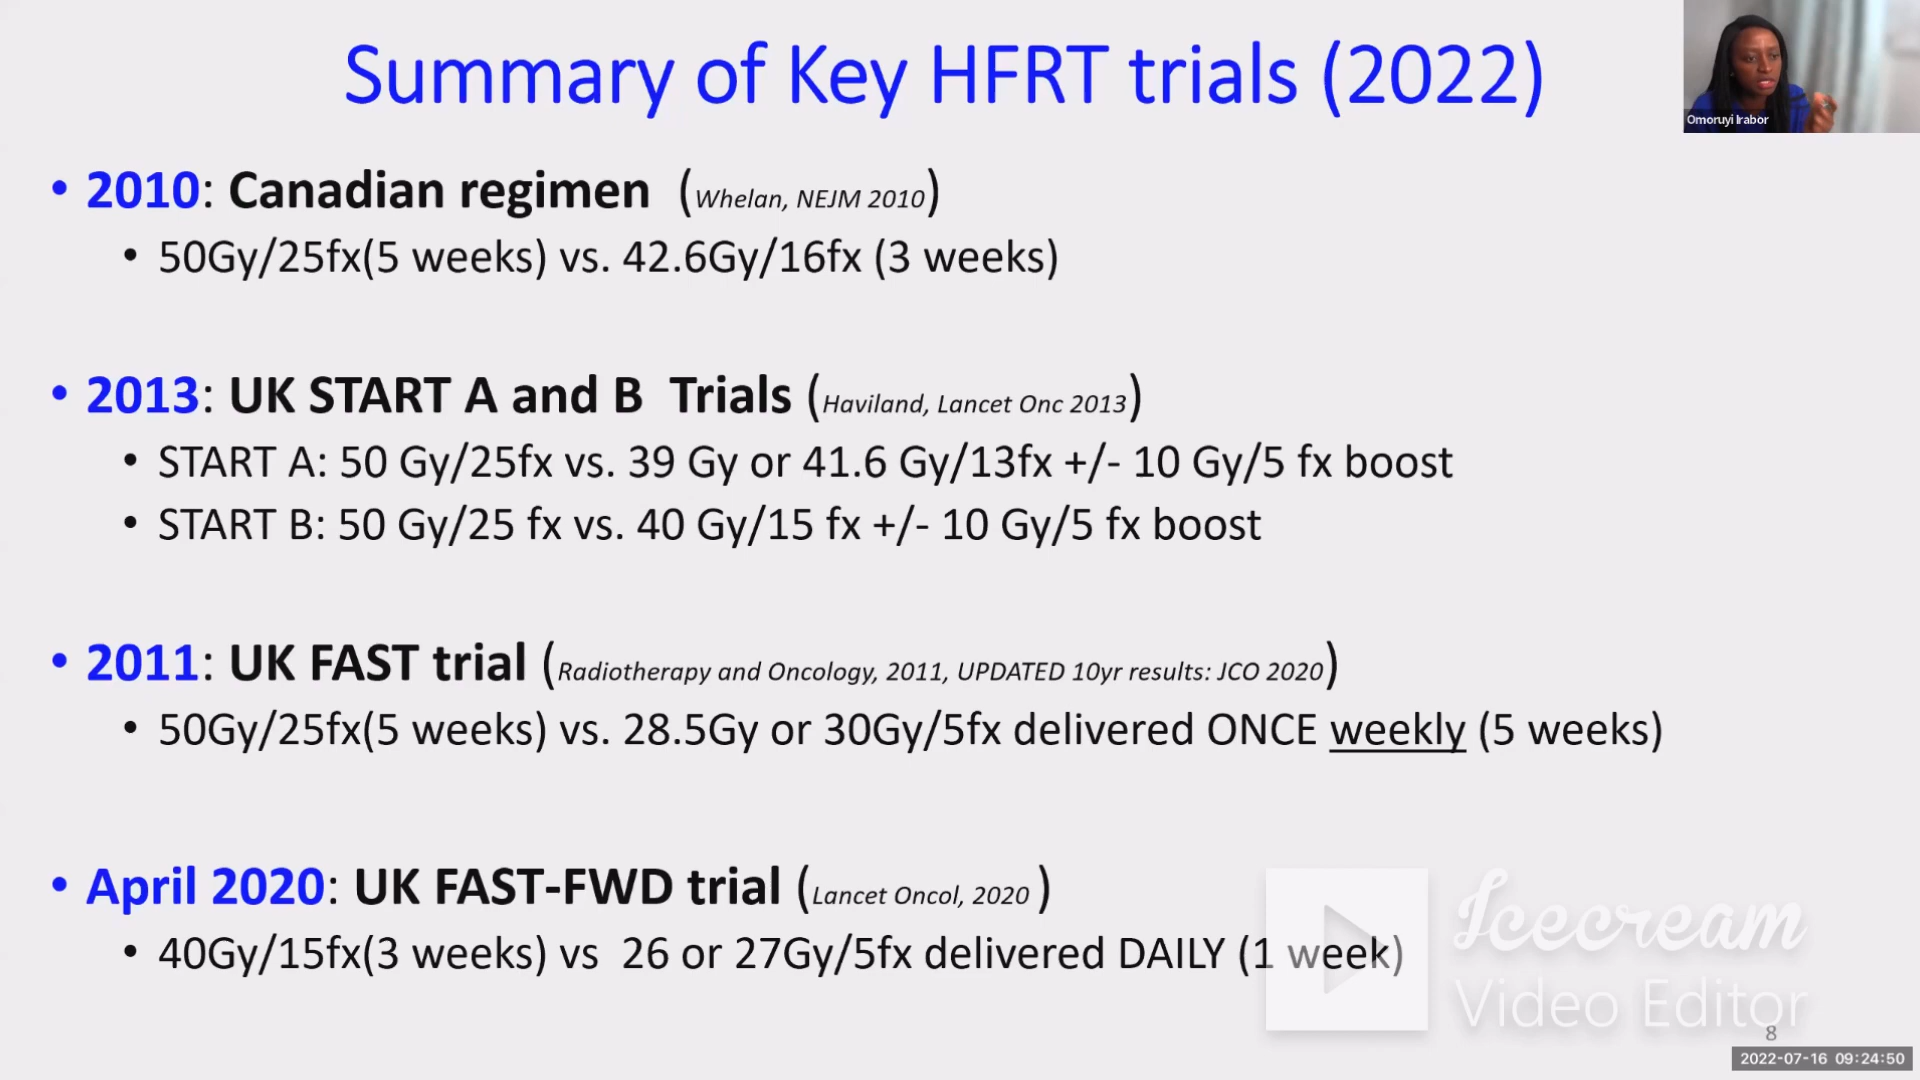 Summary of Key HFRT trials (2022)
Omoruyi Irabor
• 2010: Canadian regimen (Whelan, NEJM 2010)
• 50Gy/25fx(5 weeks) vs. 42.6Gy/16fx (3 weeks)
• 2013: UK START A and B Trials (Haviland, Lancet Onc 2013)
• START A: 50 Gy/25fx vs. 39 Gy or 41.6 Gy/13fx +/- 10 Gy/5 fx boost
• START B: 50 Gy/25 fx vs. 40 Gy/15 fx +/- 10 Gy/5 fx boost
• 2011: UK FAST trial (Radiotherapy and Oncology, 2011, UPDATED 10yr results: JCO 2020)
• 50Gy/25fx(5 weeks) vs. 28.5Gy or 30Gy/5fx delivered ONCE weekly (5 weeks)
• April 2020: UK FAST-FWD trial (Lancet Oncol, 2020 )
• 40Gy/15fx(3 weeks) vs 26 or 27Gy/5fx delivered DAILY (1 week)
Icecream
Video Editor
8
2022-07-16 09:24:50